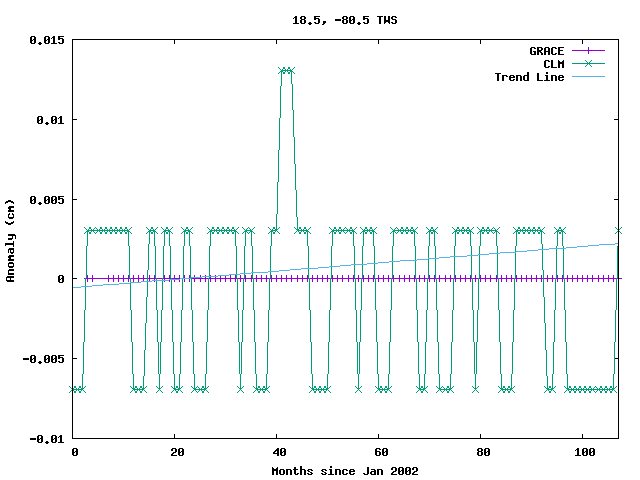 18.5, -80.5 TWS
0.015
0.01
0.005
0
-0.005
-0.01
Anomaly (cm)
GRACE
CLM
Trend Line
0 20 40 60 80 100
Months since Jan 2002